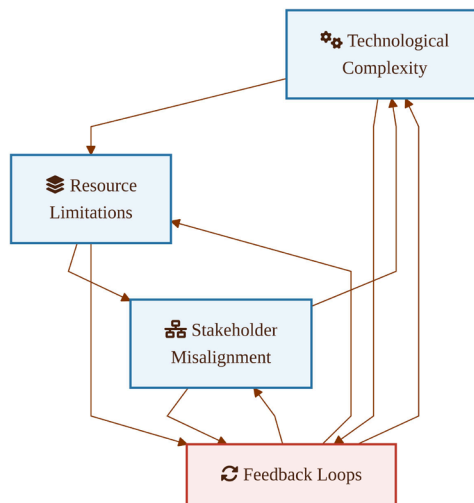 Technological
Complexity
Resource
Limitations
Stakeholder
Misalignment
Feedback Loops